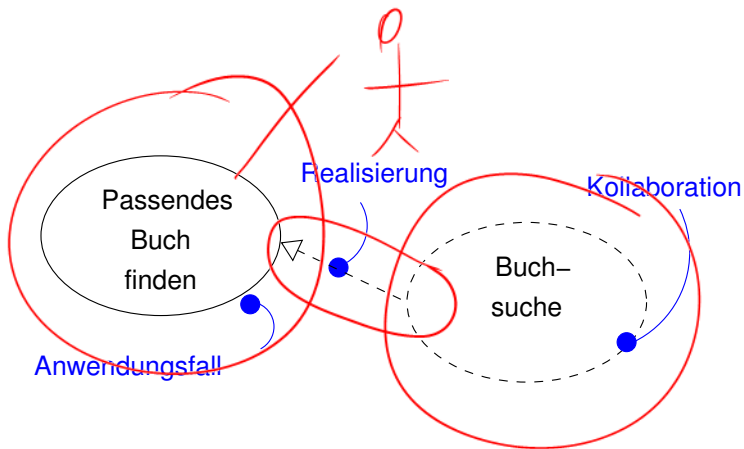 Realisierung
Kollaboration
Passendes
Buch
finden
Buch–
suche
Anwendungsfall